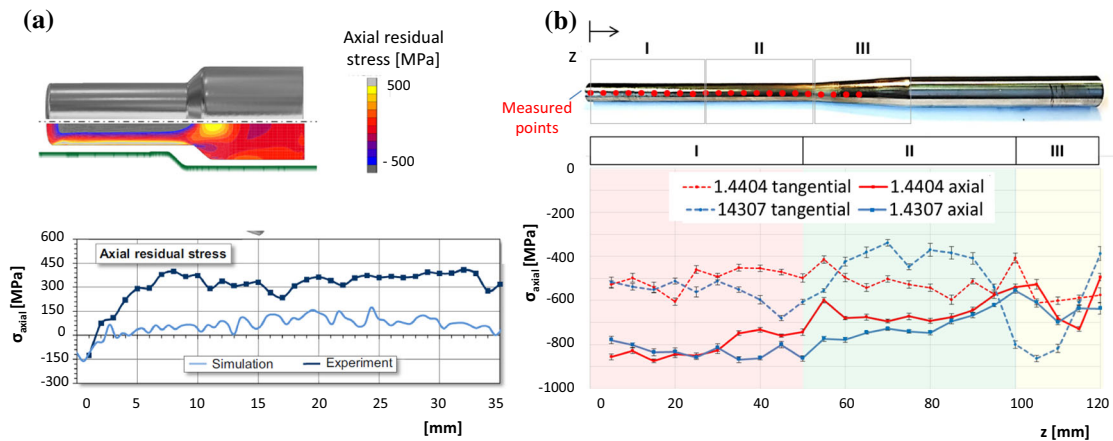 (a)
Axial residual
stress [MPa]
500
- 500
600
450
300
150
0
-150
-300
σaxial [MPa]
Axial residual stress
Simulation
Experiment
0
5
10
15
20
25
30
35
[mm]
(b)
Z
I
II
III
Measured
points
I
II
III
0
-200
-400
-600
-800
-1000
σaxial [MPa]
1.4404 tangential
1.4404 axial
14307 tangential
1.4307 axial
0
20
40
60
80
100
120
z [mm]